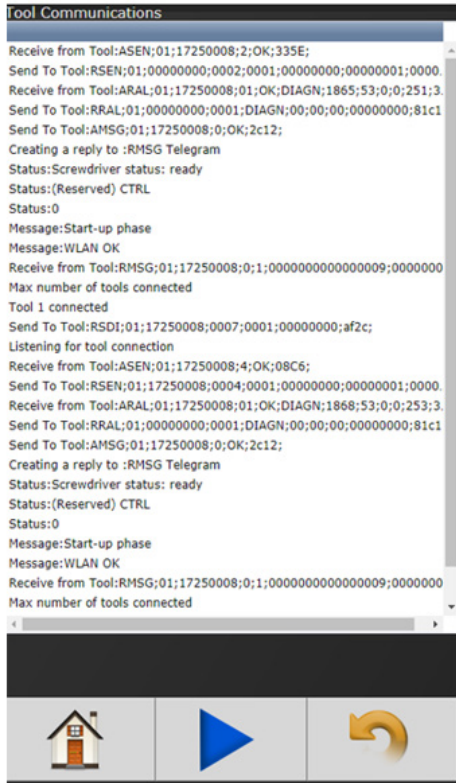 Tool Communications
Receive from Tool:ASEN;01;17250008;2;OK;335E;
Send To Tool:RSEN;01;00000000;0002;0001;00000000;00000001;0000.
Receive from Tool:ARAL;01;17250008;01;OK;DIAGN;1865;53;0;0;251;3.
Send To Tool:RRAL;01;00000000;0001;DIAGN;00;00;00;00000000;81c1
Send To Tool:AMSG;01;17250008;0;OK;2c12;
Creating a reply to :RMSG Telegram
Status:Screwdriver status: ready
Status:(Reserved) CTRL
Status:0
Message:Start-up phase
Message:WLAN OK
Receive from Tool:RMSG;01;17250008;0;1;0000000000000009;0000000
Max number of tools connected
Tool 1 connected
Send To Tool:RSDI;01;17250008;0007;0001;00000000;af2c;
Listening for tool connection
Receive from Tool:ASEN;01;17250008;4;OK;08C6;
Send To Tool:RSEN;01;17250008;0004;0001;00000000;00000001;0000.
Receive from Tool:ARAL;01;17250008;01;OK;DIAGN;1868;53;0;0;253;3.
Send To Tool:RRAL;01;00000000;0001;DIAGN;00;00;00;00000000;81c1
Send To Tool:AMSG;01;17250008;0;OK;2c12;
Creating a reply to :RMSG Telegram
Status:Screwdriver status: ready
Status:(Reserved) CTRL
Status:0
Message:Start-up phase
Message:WLAN OK
Receive from Tool:RMSG;01;17250008;0;1;0000000000000009;0000000
Max number of tools connected